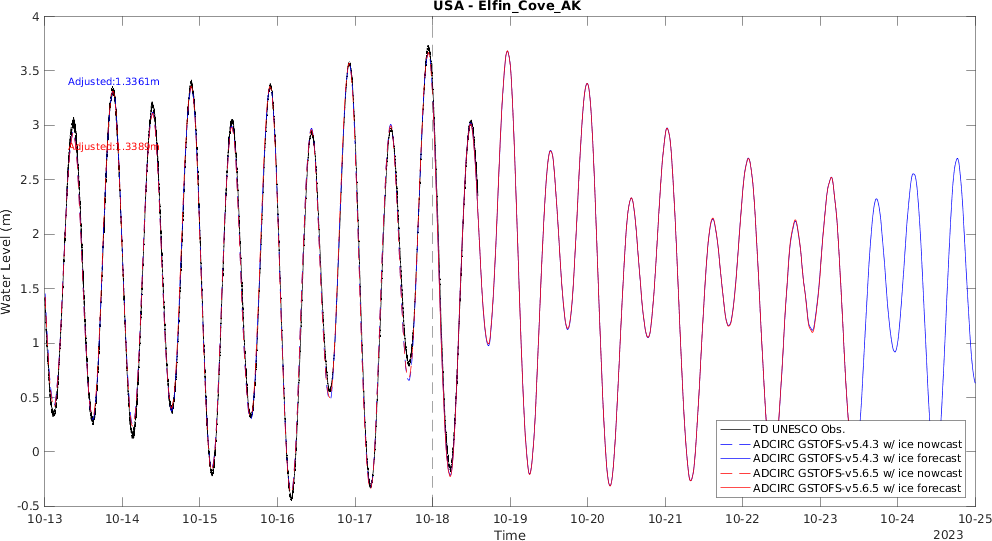 USA - Elfin_Cove_AK
4
3.5
3
2.5
2
1.5
1
0.5
0
-0.5
Water Level (m)
Adjusted:1.3361m
Adjusted:1.3389m
TD UNESCO Obs.
ADCIRC GSTOFS-v5.4.3 w/ ice nowcast
ADCIRC GSTOFS-v5.4.3 w/ ice forecast
ADCIRC GSTOFS-v5.6.5 w/ ice nowcast
ADCIRC GSTOFS-v5.6.5 w/ ice forecast
10-13 10-14 10-15 10-16 10-17 10-18 10-19 10-20 10-21 10-22 10-23 10-24 10-25
Time
2023